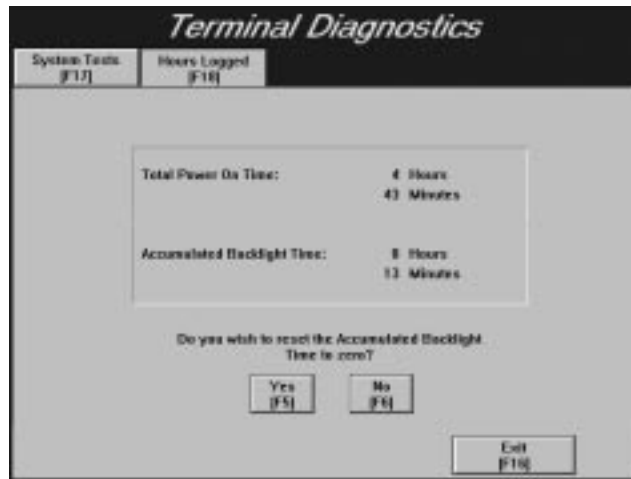 Terminal Diagnostics
System Tests
[F17]
Hours Logged
[F18]
Total Power On Time:
4 Hours
43 Minutes
Accumulated Backlight Time:
Hours
13 Minutes
Do you wish to reset the Accumulated Backlight
Time to zero?
Yes
[F5]
No
[F6]
Exit
[F16]